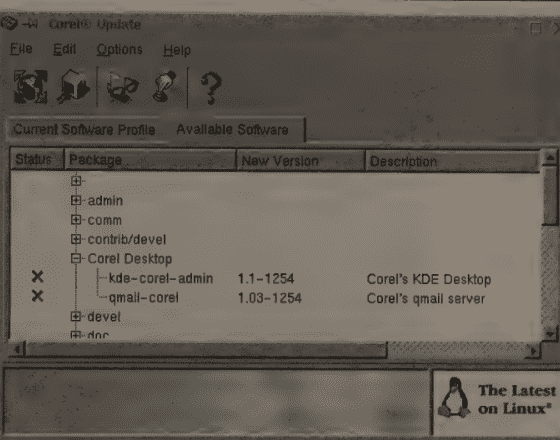 Corel® Update
File Edit Options Help
Current Software Profile Available Software
Status Package New Version Description
admin
comm
contrib/devel
Corel Desktop
kde-corel-admin 1.1-1254 Corel's KDE Desktop
qmail-corel 1.03-1254 Corel's qmail server
devel
doc
The Latest
on Linux®